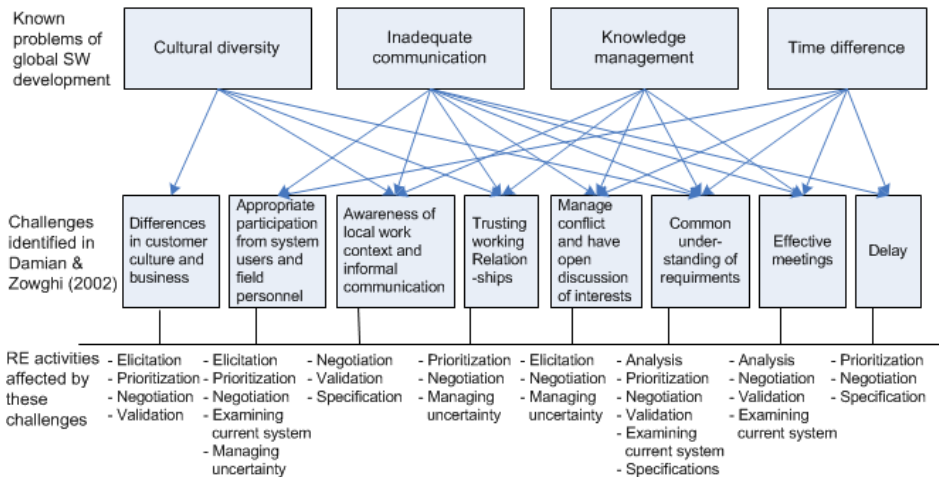 Known
problems of
global SW
development
Cultural diversity
Inadequate
communication
Knowledge
management
Time difference
Challenges
identified in
Damian &
Zowghi (2002)
Differences
in customer
culture and
business
Appropriate
participation
from system
users and
field
personnel
Awareness of
local work
context and
informal
communication
Trusting
working
Relation
-ships
Manage
conflict
and have
open
discussion
of interests
Common
under-
standing of
requirments
Effective
meetings
Delay
RE activities
affected by
these
challenges
- Elicitation
- Prioritization
- Negotiation
- Validation
- Elicitation
- Prioritization
- Negotiation
- Examining
current system
- Managing
uncertainty
- Negotiation
- Validation
- Specification
- Prioritization
- Negotiation
- Managing
uncertainty
- Elicitation
- Negotiation
- Managing
uncertainty
- Analysis
- Prioritization
- Negotiation
- Validation
- Examining
current system
- Specifications
- Analysis
- Negotiation
- Validation
- Examining
current system
- Prioritization
- Negotiation
- Specification